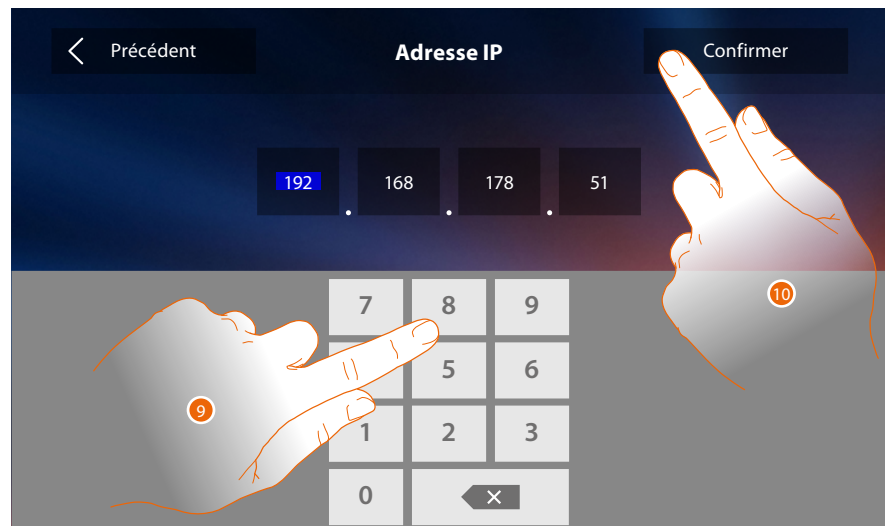 Précédent
Adresse IP
Confirmer
192 . 168 . 178 . 51
7 8 9
5 6
1 2 3
0
9
10